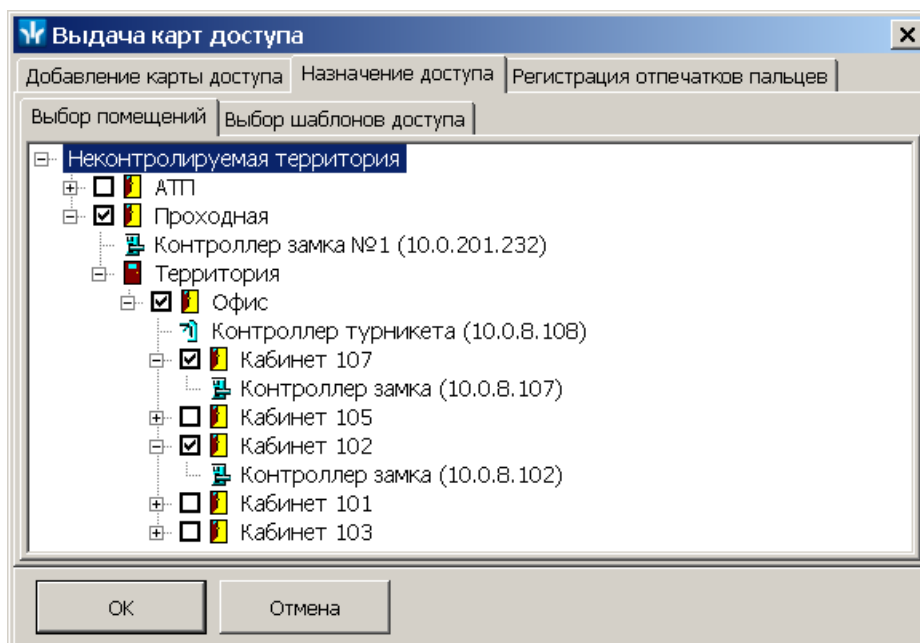 Выдача карт доступа
Добавление карты доступа Назначение доступа Регистрация отпечатков пальцев
Выбор помещений Выбор шаблонов доступа
Неконтролируемая территория
АТП
Проходная
Контроллер замка №1 (10.0.201.232)
Территория
Офис
Контроллер турникета (10.0.8.108)
Кабинет 107
Контроллер замка (10.0.8.107)
Кабинет 105
Кабинет 102
Контроллер замка (10.0.8.102)
Кабинет 101
Кабинет 103
ОК Отмена